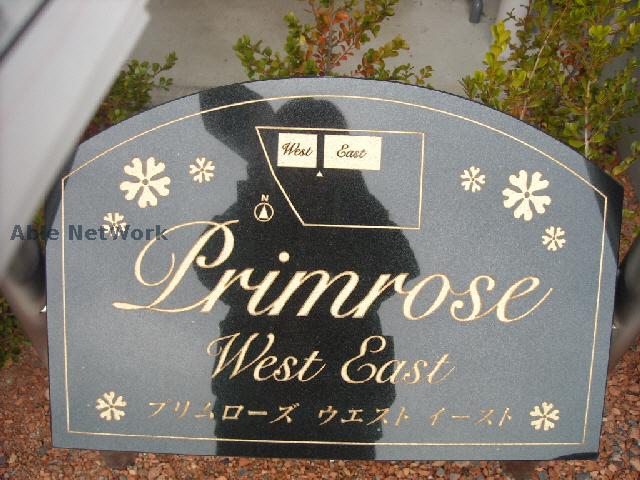 West East
N
Able NetWork
Primrose
West East
プリムローズ ウエスト イースト